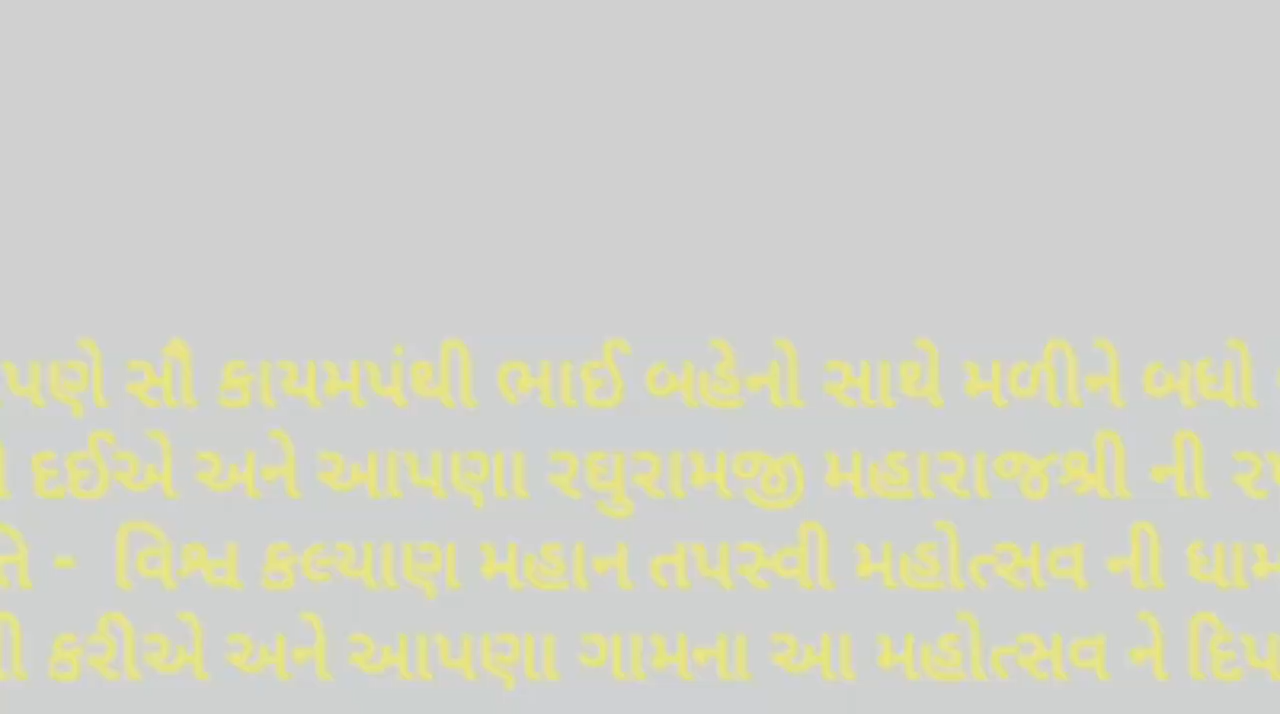 પણે સૌ કાયમપંથી ભાઈ બહેનો સાથે મળીને બધો
દઈએ અને આપણા રઘુરામજી મહારાજશ્રી ની
તે - વિશ્વ કલ્યાણ મહાન તપસ્વી મહોત્સવ ની ધામ
કરીએ અને આપણા ગામના આ મહોત્સવ ને દિપ